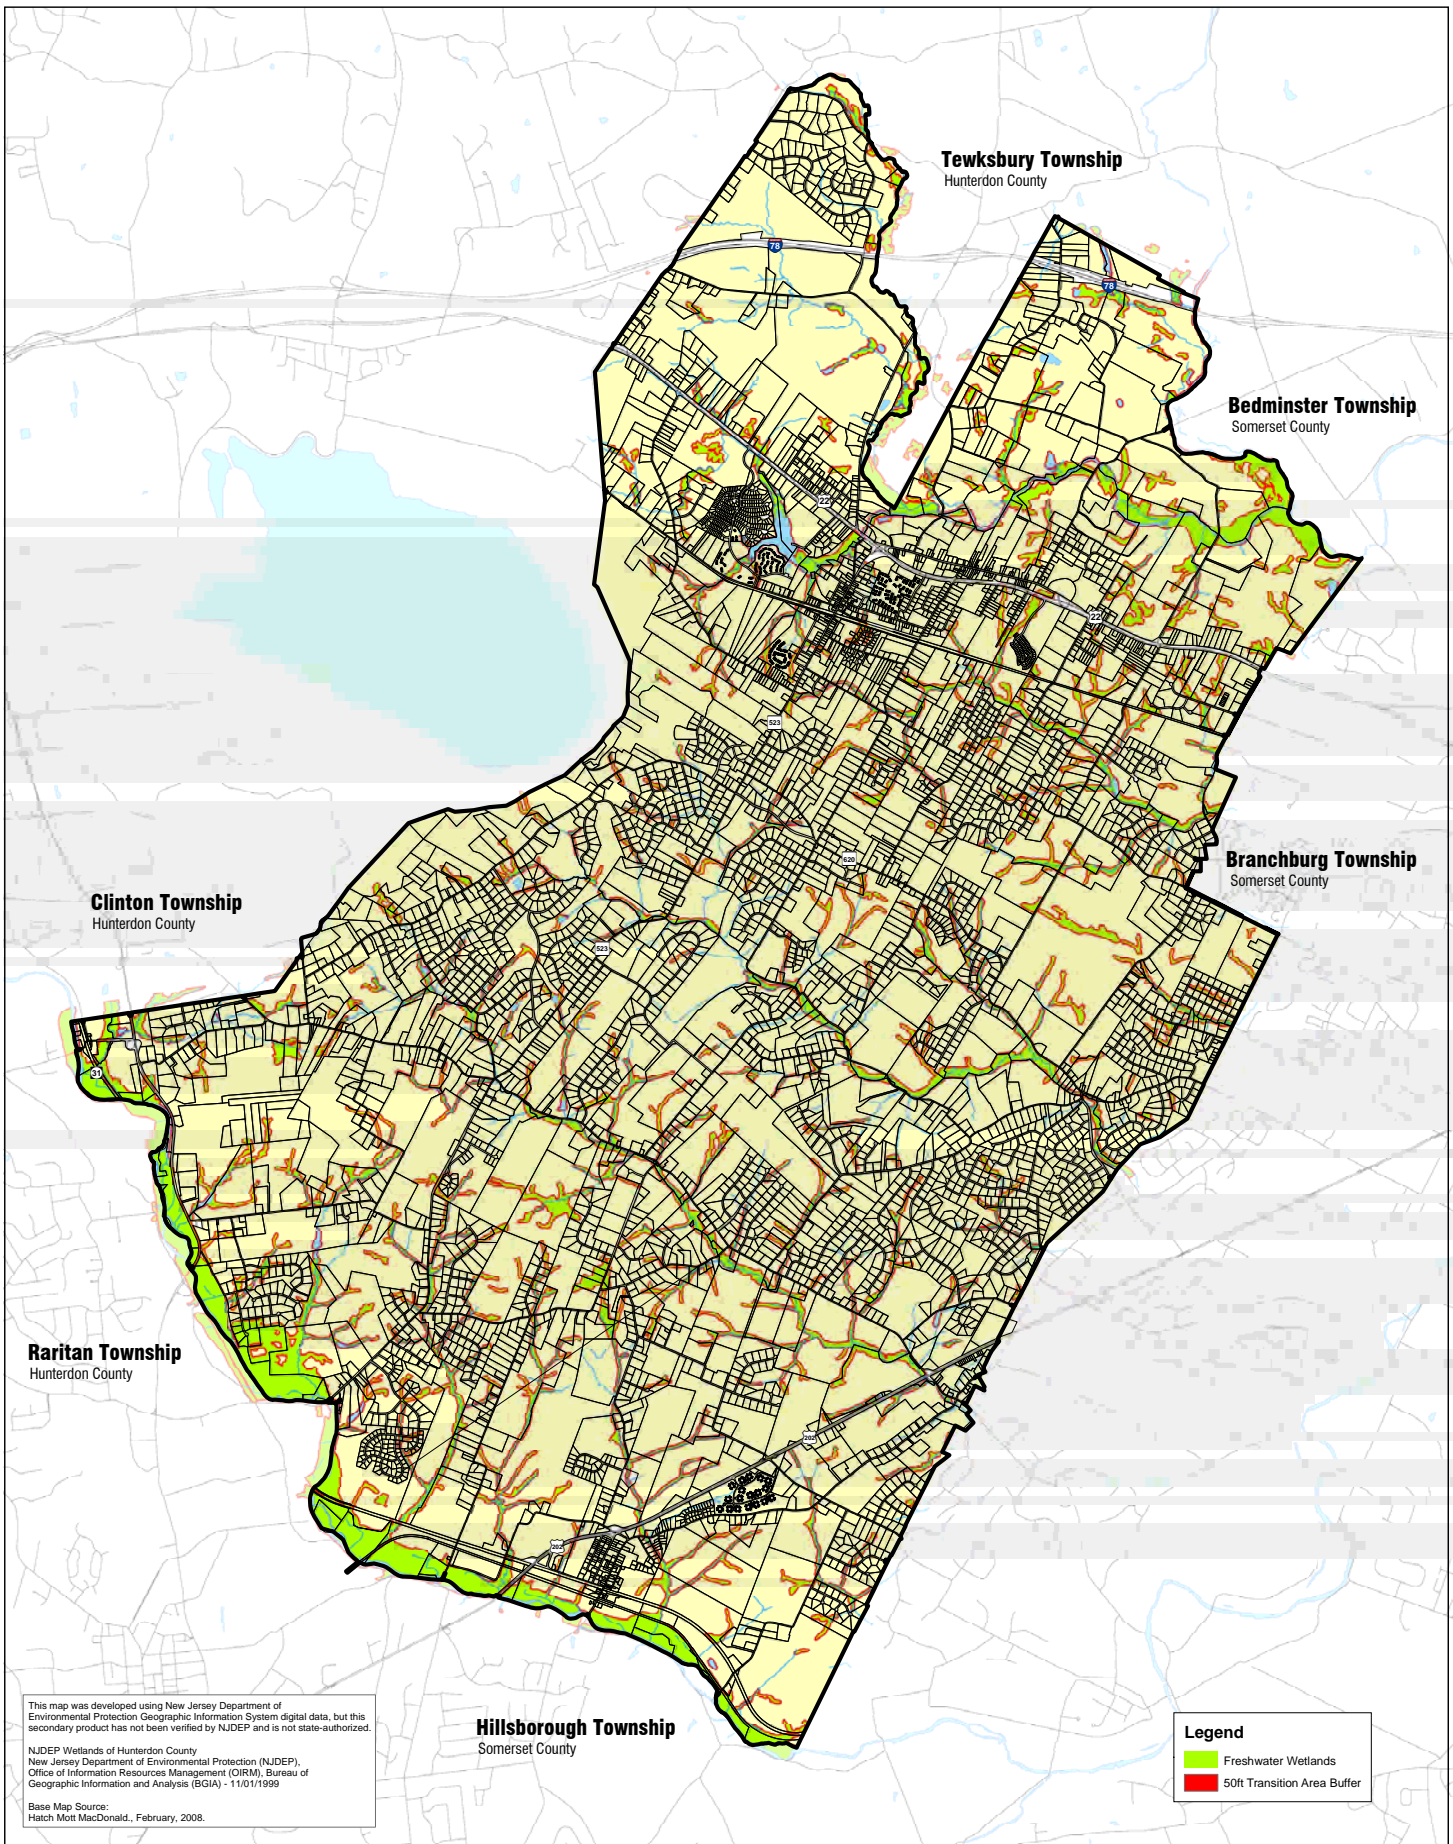 Tewksbury Township
Hunterdon County
78
78
Bedminster Township
Somerset County
22
22
523
620
Branchburg Township
Somerset County
Clinton Township
Hunterdon County
523
31
Raritan Township
Hunterdon County
202
202
This map was developed using New Jersey Department of
Environmental Protection Geographic Information System digital data, but this
secondary product has not been verified by NJDEP and is not state-authorized.
NJDEP Wetlands of Hunterdon County
New Jersey Department of Environmental Protection (NJDEP),
Office of Information Resources Management (OIRM), Bureau of
Geographic Information and Analysis (BGIA) - 11/01/1999
Base Map Source:
Hatch Mott MacDonald., February, 2008.
Hillsborough Township
Somerset County
Legend
Freshwater Wetlands
50ft Transition Area Buffer